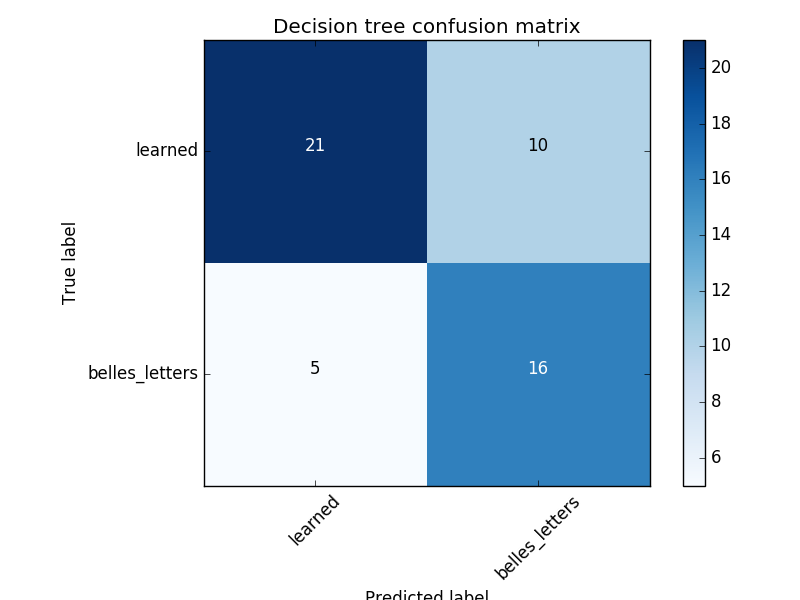 Decision tree confusion matrix
True label
learned
belles_letters
21
10
5
16
learned
belles_letters
Predicted label
20
18
16
14
12
10
8
6